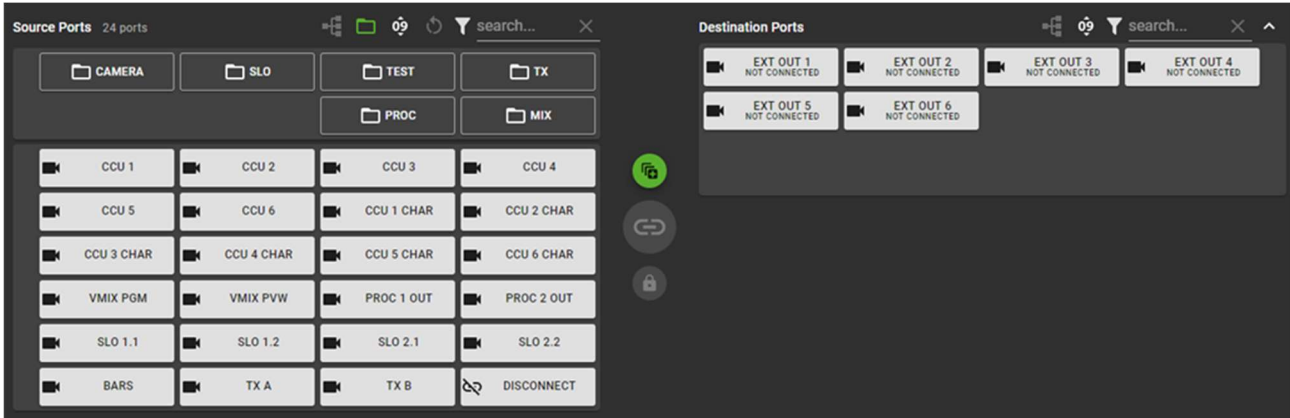 Source Ports 24 ports 09 search... Destination Ports 09 search...
CAMERA SLO TEST TX
PROC MIX
EXT OUT 1 EXT OUT 2 EXT OUT 3 EXT OUT 4
NOT CONNECTED NOT CONNECTED NOT CONNECTED NOT CONNECTED
EXT OUT 5 EXT OUT 6
NOT CONNECTED NOT CONNECTED
CCU 1 CCU 2 CCU 3 CCU 4
CCU 5 CCU 6 CCU 1 CHAR CCU 2 CHAR
CCU 3 CHAR CCU 4 CHAR CCU 5 CHAR CCU 6 CHAR
VMIX PGM VMIX PVW PROC 1 OUT PROC 2 OUT
SLO 1.1 SLO 1.2 SLO 2.1 SLO 2.2
BARS TX A TX B DISCONNECT